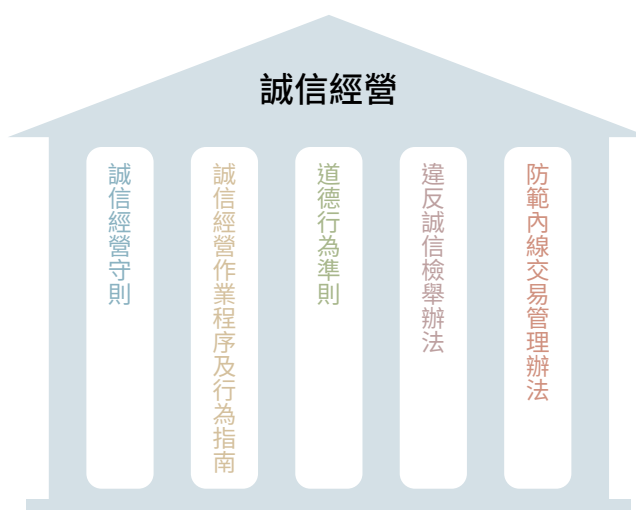 誠信經營
誠信經營守則
誠信經營作業程序及行為指南
道德行為準則
違反誠信檢舉辦法
防範內線交易管理辦法